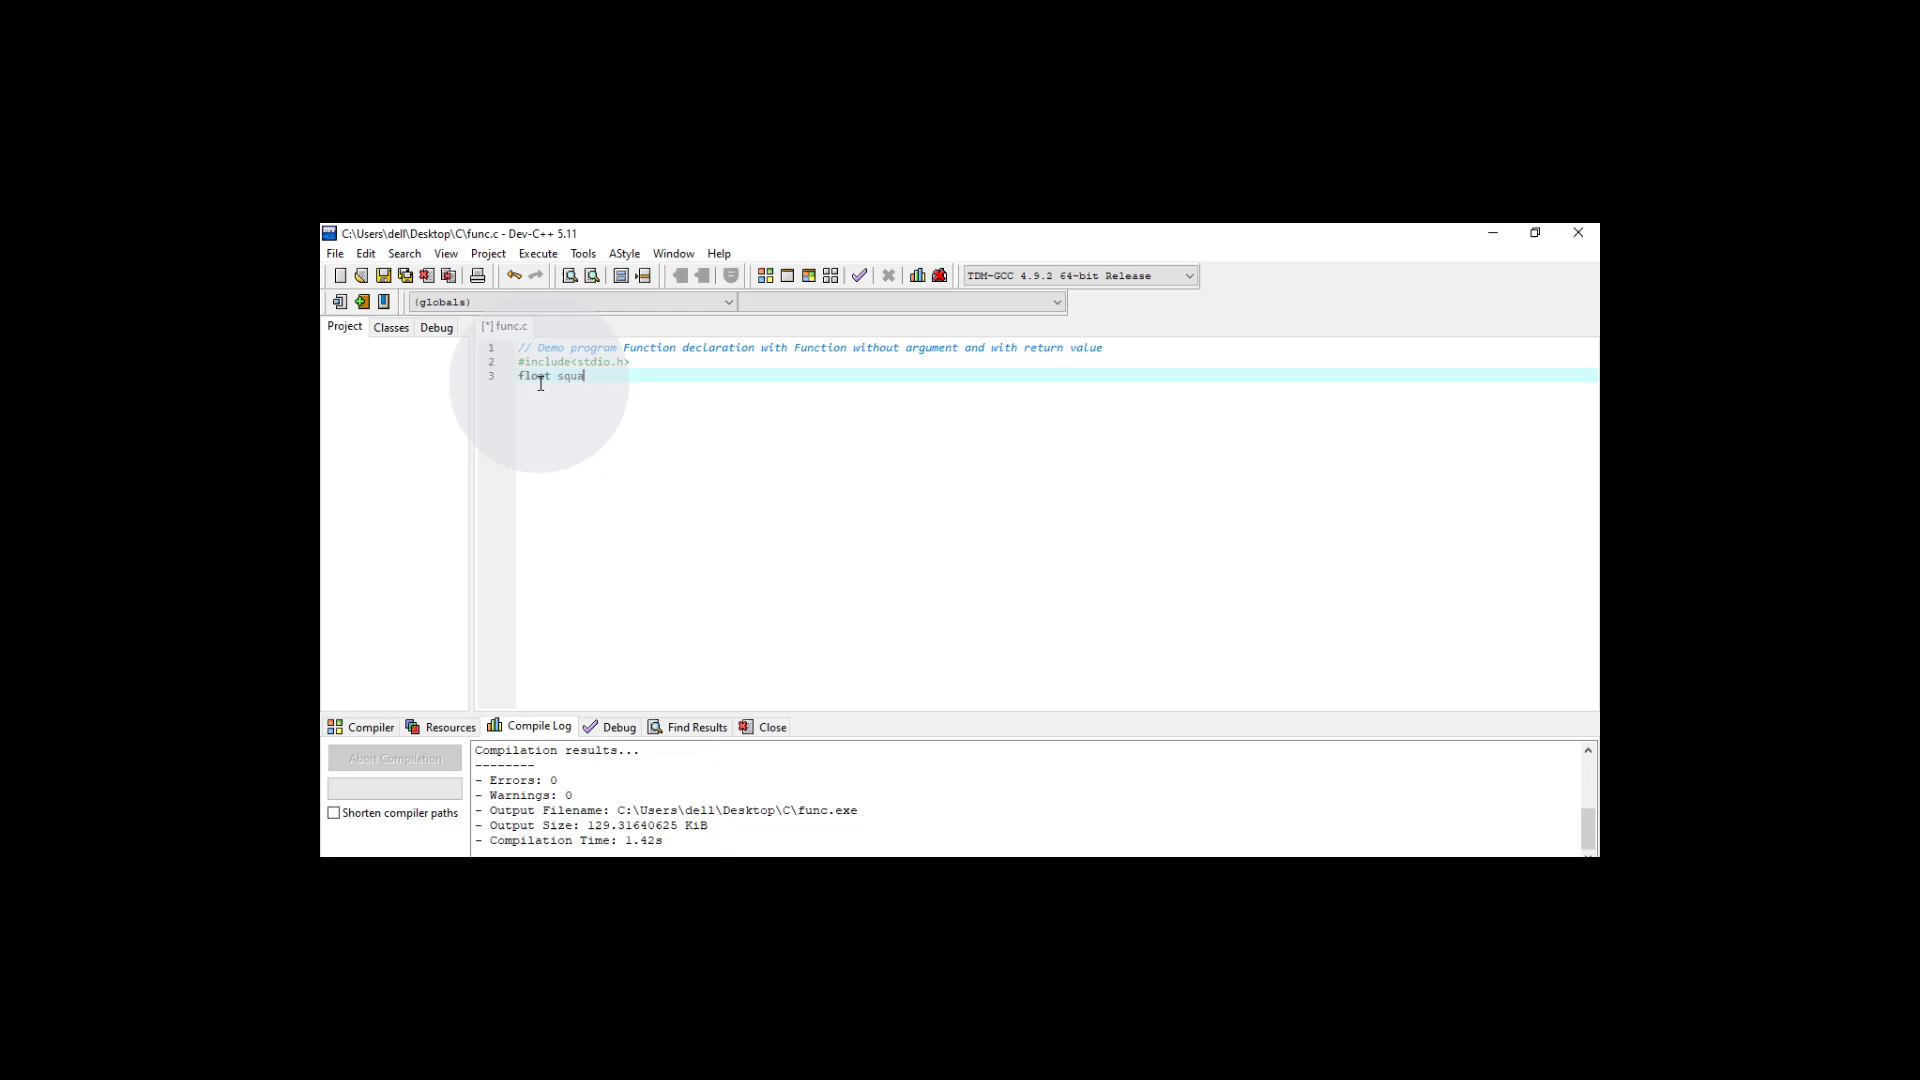 C:\Users\dell\Desktop\C\func.c - Dev-C++ 5.11
File Edit Search View Project Execute Tools AStyle Window Help
TDM-GCC 4.9.2 64-bit Release
(globals)
Project Classes Debug [*] func.c
1 // Demo program Function declaration with Function without argument and with return value
2 #include<stdio.h>
3 float squa
Compiler Resources Compile Log Debug Find Results Close
Abort Compilation
Shorten compiler paths
Compilation results...
--------
- Errors: 0
- Warnings: 0
- Output Filename: C:\Users\dell\Desktop\C\func.exe
- Output Size: 129.31640625 KiB
- Compilation Time: 1.42s